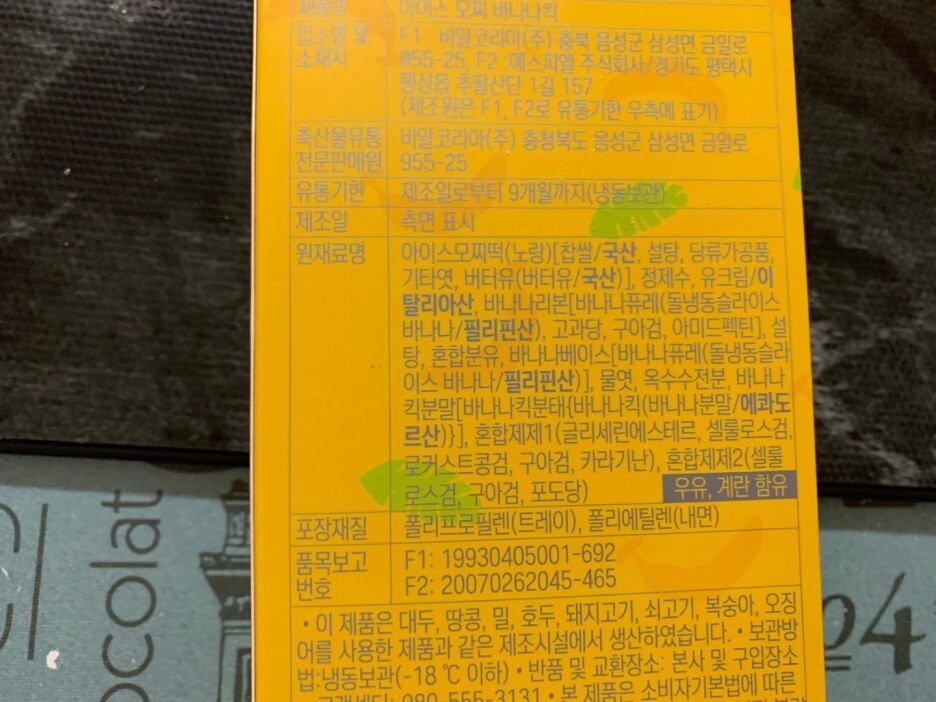 제품명 아이스 모찌 바나나킥
업소명 및 F1 : 비알코리아(주) 충북 음성군 삼성면 금일로
소재지 955-25, F2 : 에스피엘 주식회사/경기도 평택시
팽성읍 추팔산단 1길 157
(제조원은 F1, F2로 유통기한 우측에 표기)
축산물유통 비알코리아(주) 충청북도 음성군 삼성면 금일로
전문판매원 955-25
유통기한 제조일로부터 9개월까지(냉동보관)
제조일 측면 표시
원재료명 아이스모찌떡(노랑)[찹쌀/국산, 설탕, 당류가공품,
기타엿, 버터유(버터유/국산)], 정제수, 유크림/이
탈리아산, 바나나리본[바나나퓨레(돌냉동슬라이스
바나나/필리핀산), 고과당, 구아검, 아미드펙틴], 설
탕, 혼합분유, 바나나베이스[바나나퓨레(돌냉동슬라
이스 바나나/필리핀산)], 물엿, 옥수수전분, 바나나
킥분말[바나나킥분태{바나나킥(바나나분말/에콰도
르산)}], 혼합제제1(글리세린에스테르, 셀룰로스검,
로커스트콩검, 구아검, 카라기난), 혼합제제2(셀룰
로스검, 구아검, 포도당) 우유, 계란 함유
포장재질 폴리프로필렌(트레이), 폴리에틸렌(내면)
품목보고 F1: 19930405001-692
번호 F2: 20070262045-465
• 이 제품은 대두, 땅콩, 밀, 호두, 돼지고기, 쇠고기, 복숭아, 오징
어를 사용한 제품과 같은 제조시설에서 생산하였습니다. • 보관방
법:냉동보관(-18 ℃ 이하) • 반품 및 교환장소: 본사 및 구입장소
고객센터: 080-555-3131 • 본 제품은 소비자기본법에 따른
ocolat
24